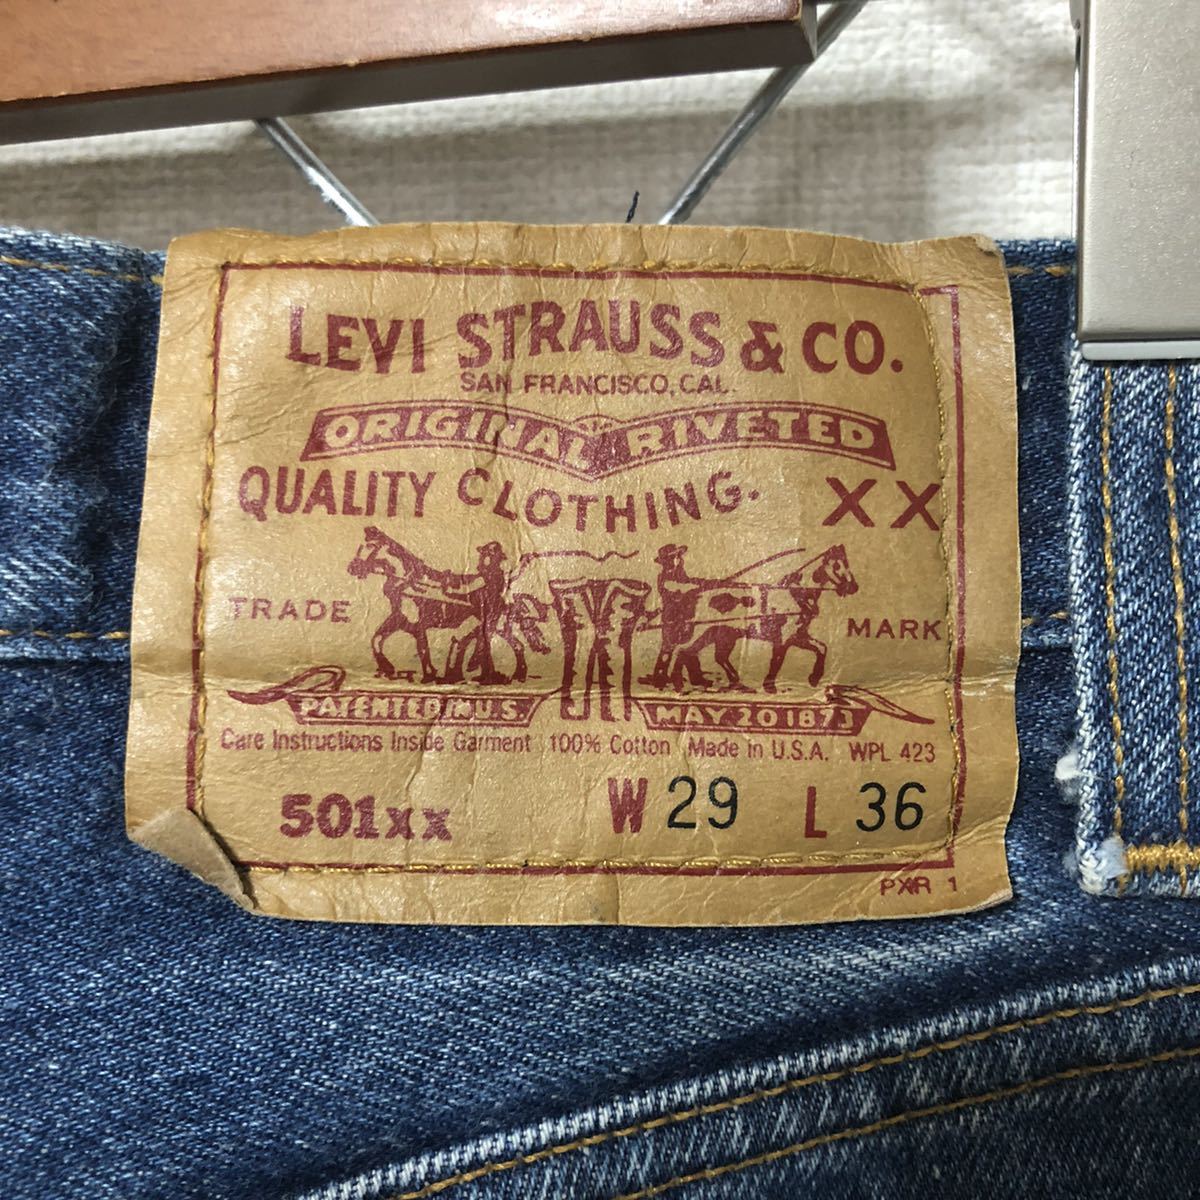 LEVI STRAUSS & CO.
SAN FRANCISCO, CAL.
ORIGINAL RIVETED
QUALITY CLOTHING. XX
TRADE MARK
PATENTED IN U.S. MAY 20 1873
Care Instructions Inside Garment 100% Cotton Made in U.S.A. WPL 423
501xx W 29 L 36
PXR 1